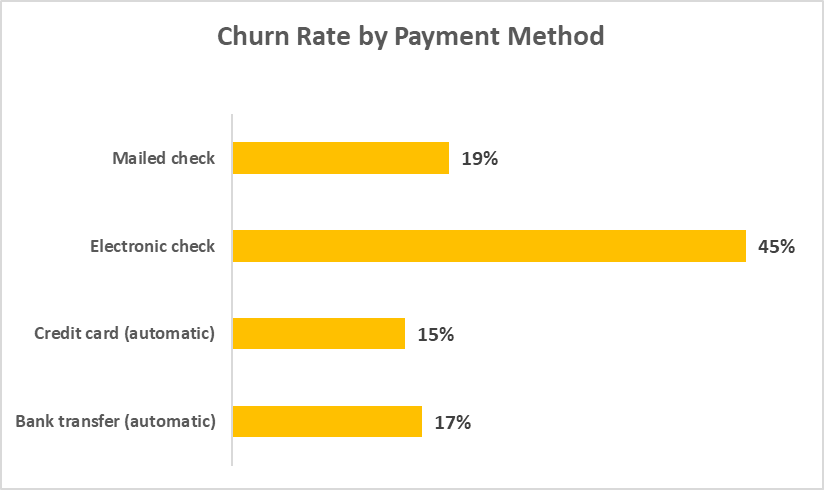 Churn Rate by Payment Method
Mailed check 19%
Electronic check 45%
Credit card (automatic) 15%
Bank transfer (automatic) 17%